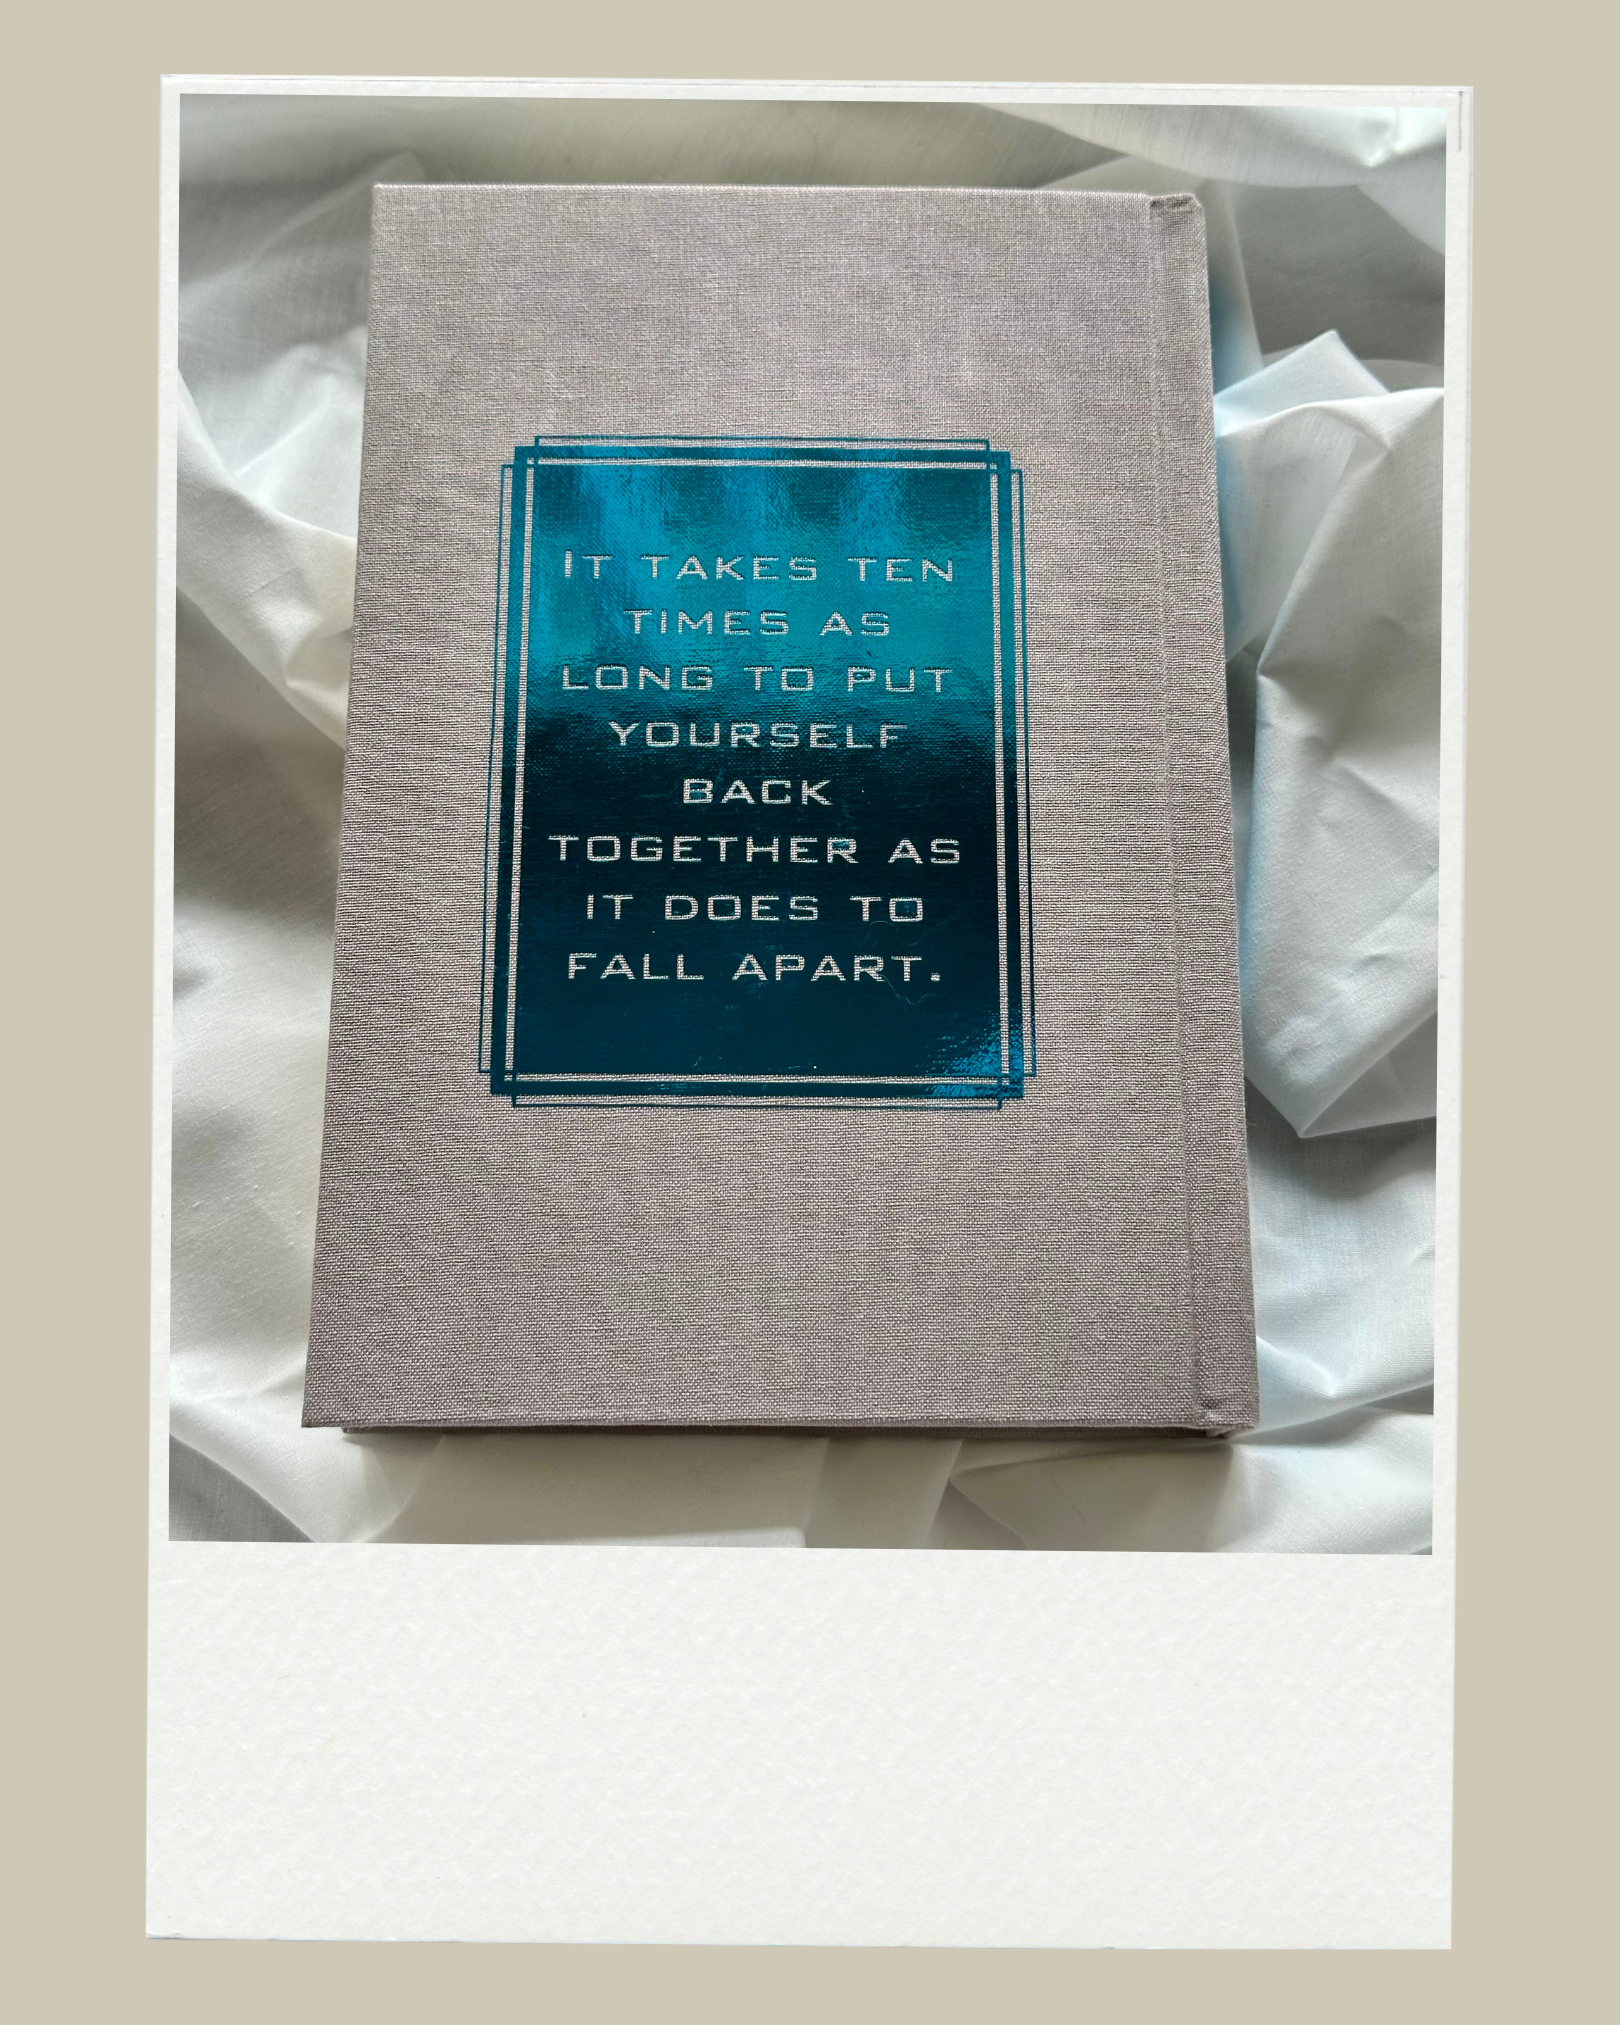 IT TAKES TEN
TIMES AS
LONG TO PUT
YOURSELF
BACK
TOGETHER AS
IT DOES TO
FALL APART.